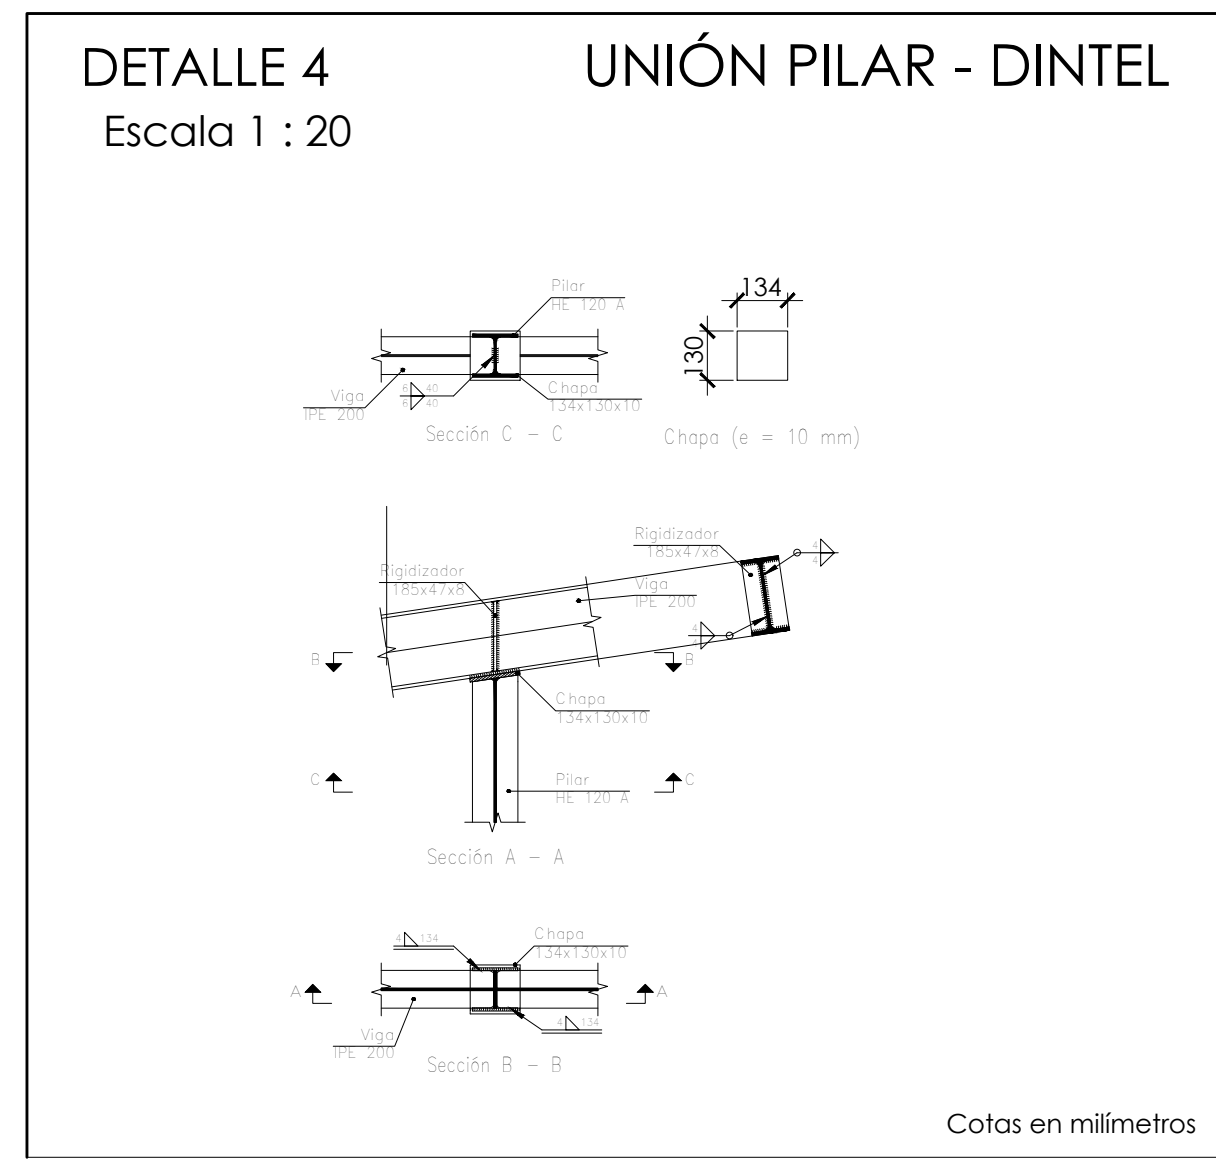 DETALLE 4
UNIÓN PILAR - DINTEL
Escala 1 : 20
Pilar
HE 120 A
134
130
Viga
IPE 200
6 40
6 40
Chapa
134x130x10
Sección C - C
Chapa (e = 10 mm)
Rigidizador
185x47x8
4
4
Rigidizador
185x47x8
Viga
IPE 200
4
4
B
B
Chapa
134x130x10
C
C
Pilar
HE 120 A
Sección A - A
4 134
Chapa
134x130x10
A
A
4 134
Viga
IPE 200
Sección B - B
Cotas en milímetros